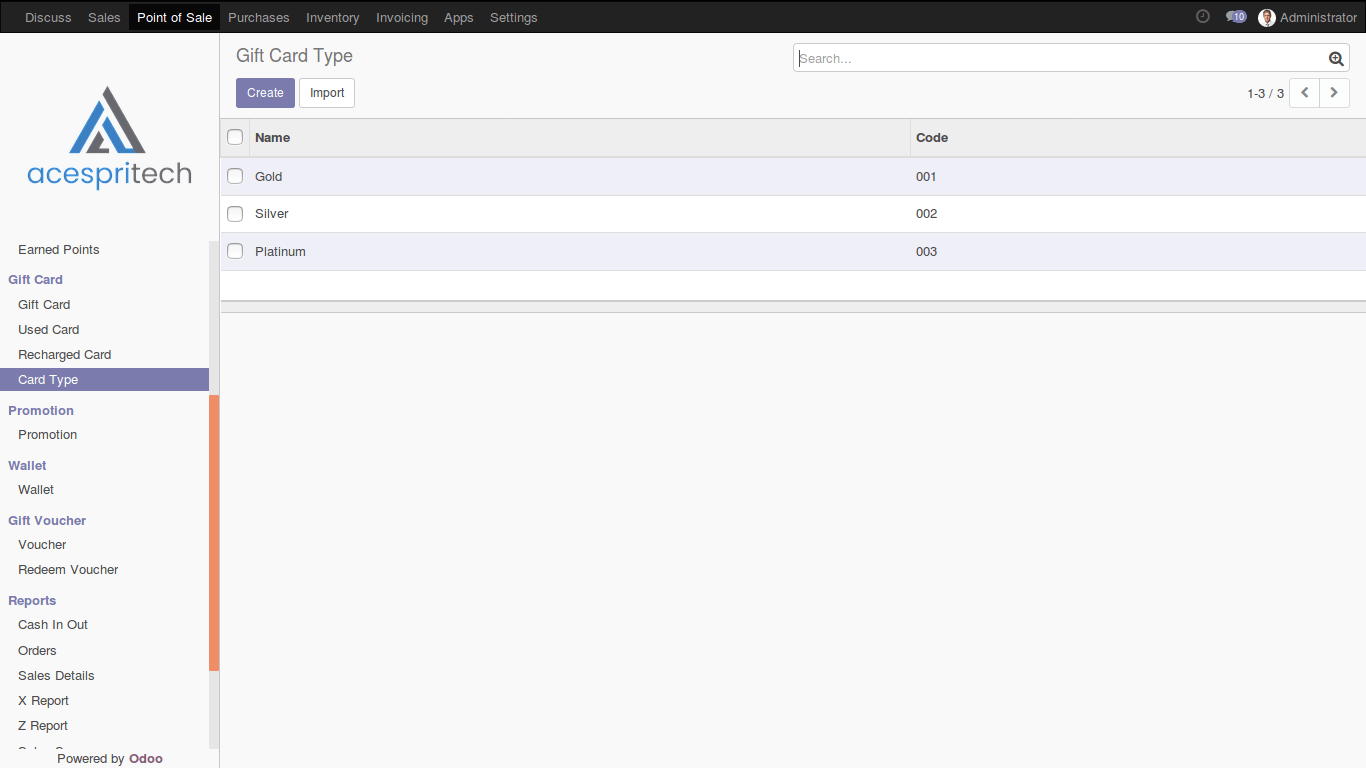 Discuss Sales Point of Sale Purchases Inventory Invoicing Apps Settings 10 Administrator
acespritech
Earned Points
Gift Card
Gift Card
Used Card
Recharged Card
Card Type
Promotion
Promotion
Wallet
Wallet
Gift Voucher
Voucher
Redeem Voucher
Reports
Cash In Out
Orders
Sales Details
X Report
Z Report
Powered by Odoo
Gift Card Type
Search...
Create Import
1-3 / 3
Name Code
Gold 001
Silver 002
Platinum 003